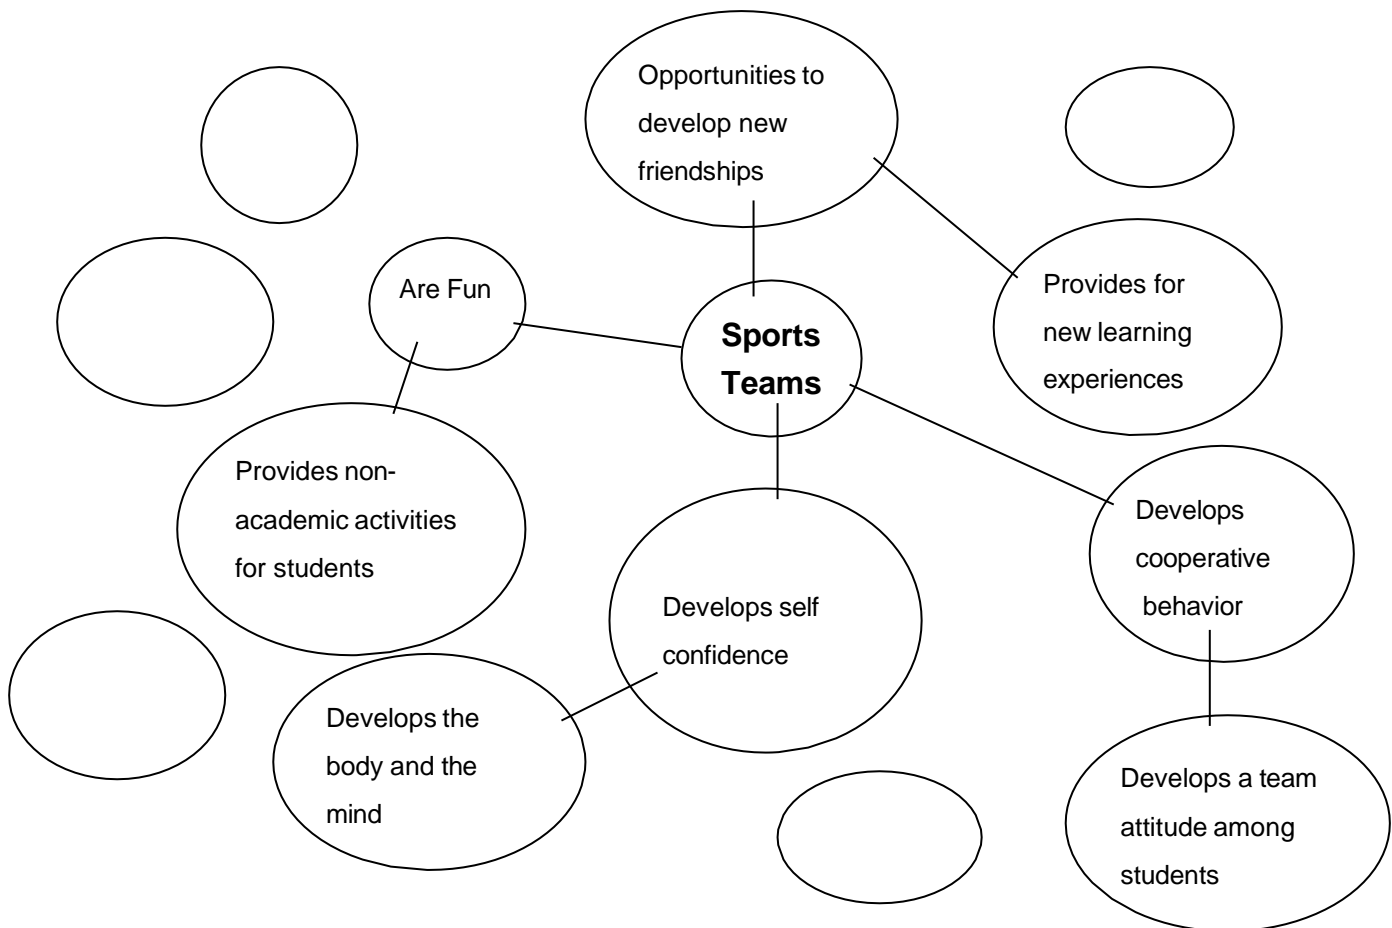 Opportunities to
develop new
friendships
Are Fun
Sports
Teams
Provides for
new learning
experiences
Provides non-
academic activities
for students
Develops self
confidence
Develops
cooperative
behavior
Develops the
body and the
mind
Develops a team
attitude among
students